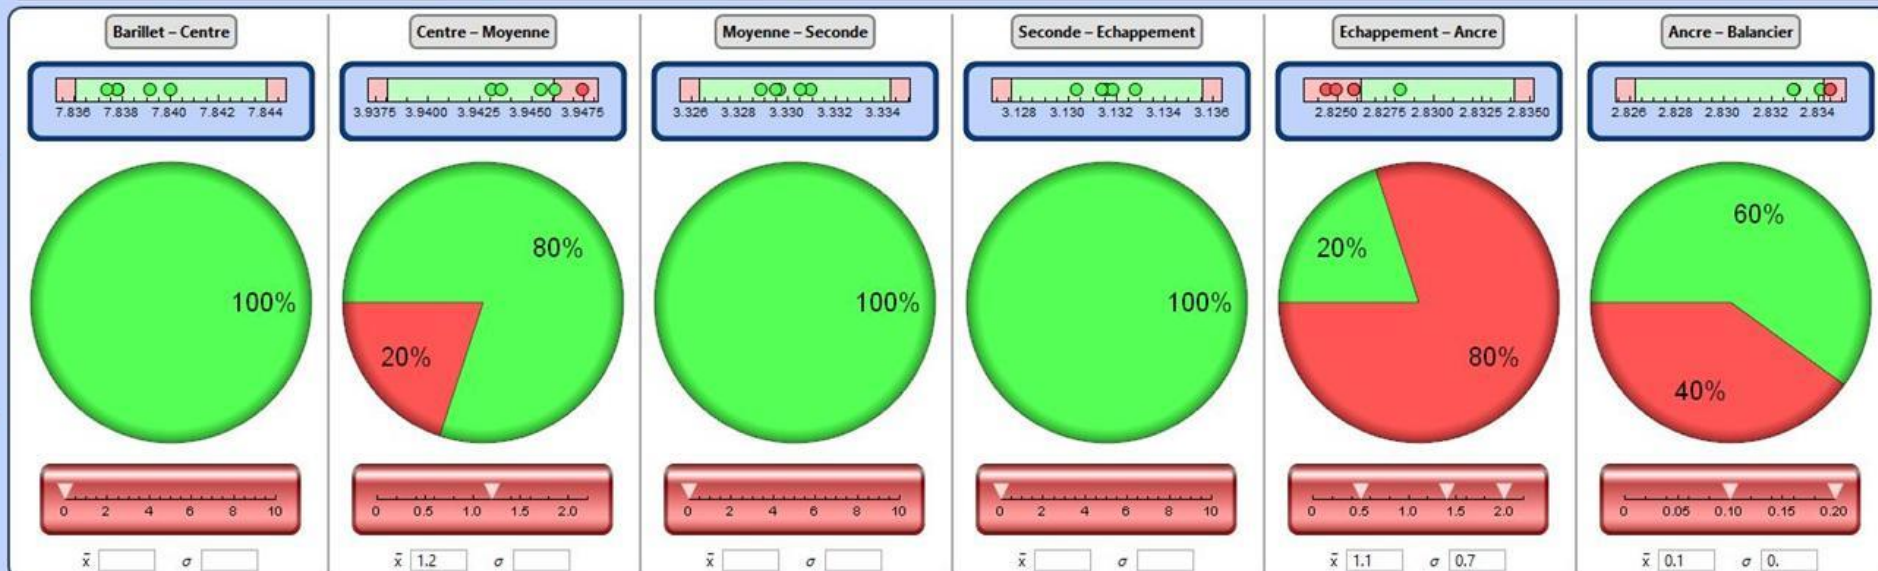 Barillet – Centre
7.836 7.838 7.840 7.842 7.844
100%
0 2 4 6 8 10
x̄ σ
Centre – Moyenne
3.9375 3.9400 3.9425 3.9450 3.9475
80%
20%
0 0.5 1.0 1.5 2.0
x̄ 1.2 σ
Moyenne – Seconde
3.326 3.328 3.330 3.332 3.334
100%
0 2 4 6 8 10
x̄ σ
Seconde – Echappement
3.128 3.130 3.132 3.134 3.136
100%
0 2 4 6 8 10
x̄ σ
Echappement – Ancre
2.8250 2.8275 2.8300 2.8325 2.8350
20%
80%
0 0.5 1.0 1.5 2.0
x̄ 1.1 σ 0.7
Ancre – Balancier
2.826 2.828 2.830 2.832 2.834
60%
40%
0 0.05 0.10 0.15 0.20
x̄ 0.1 σ 0.